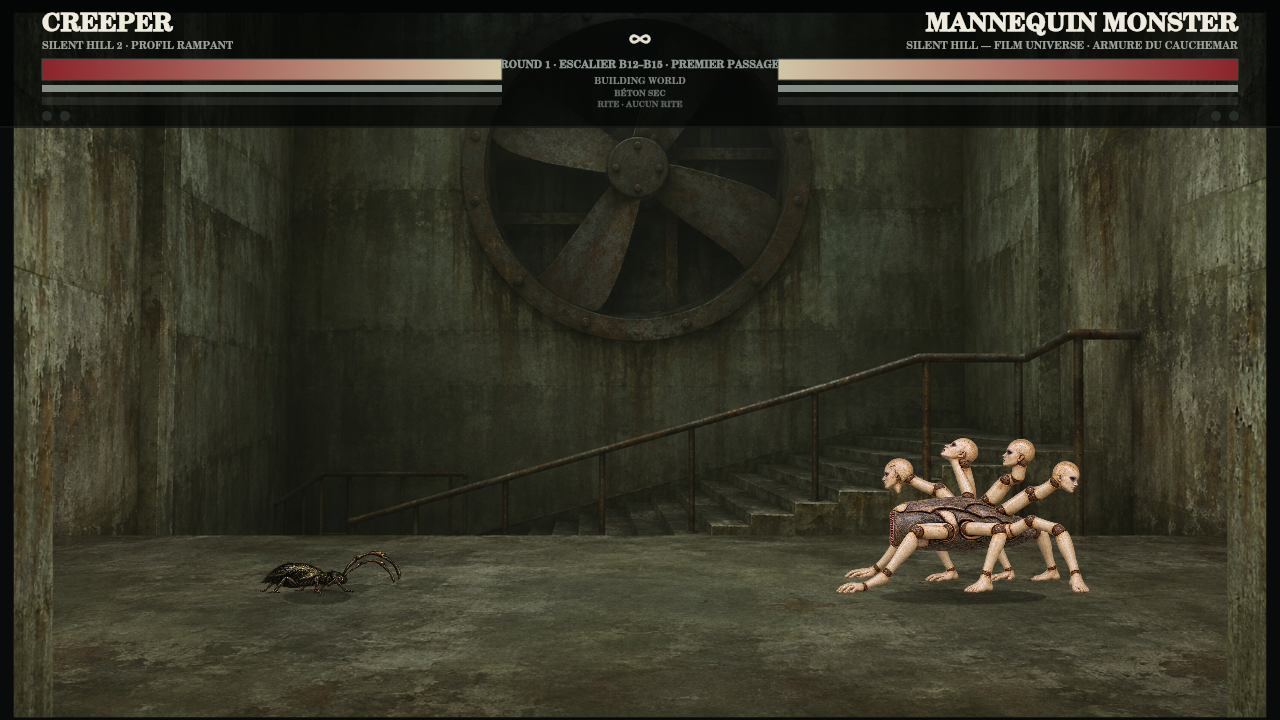 CREEPER
SILENT HILL 2 · PROFIL RAMPANT
∞
ROUND 1 · ESCALIER B12–B15 · PREMIER PASSAGE
BUILDING WORLD
BÉTON SEC
RITE · AUCUN RITE
MANNEQUIN MONSTER
SILENT HILL — FILM UNIVERSE · ARMURE DU CAUCHEMAR